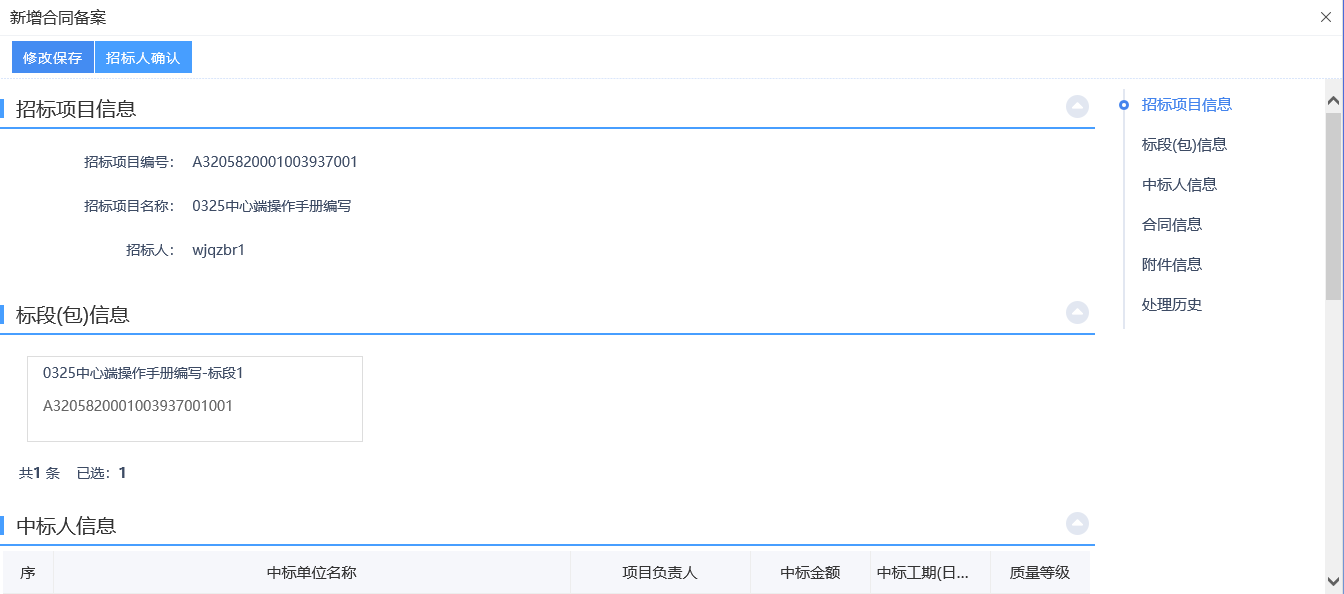 新增合同备案
修改保存 招标人确认
招标项目信息
招标项目编号： A3205820001003937001
招标项目名称： 0325中心端操作手册编写
招标人： wjqzbr1
标段(包)信息
0325中心端操作手册编写-标段1
A3205820001003937001001
共1 条 已选：1
中标人信息
序 中标单位名称 项目负责人 中标金额 中标工期(日... 质量等级
招标项目信息
标段(包)信息
中标人信息
合同信息
附件信息
处理历史